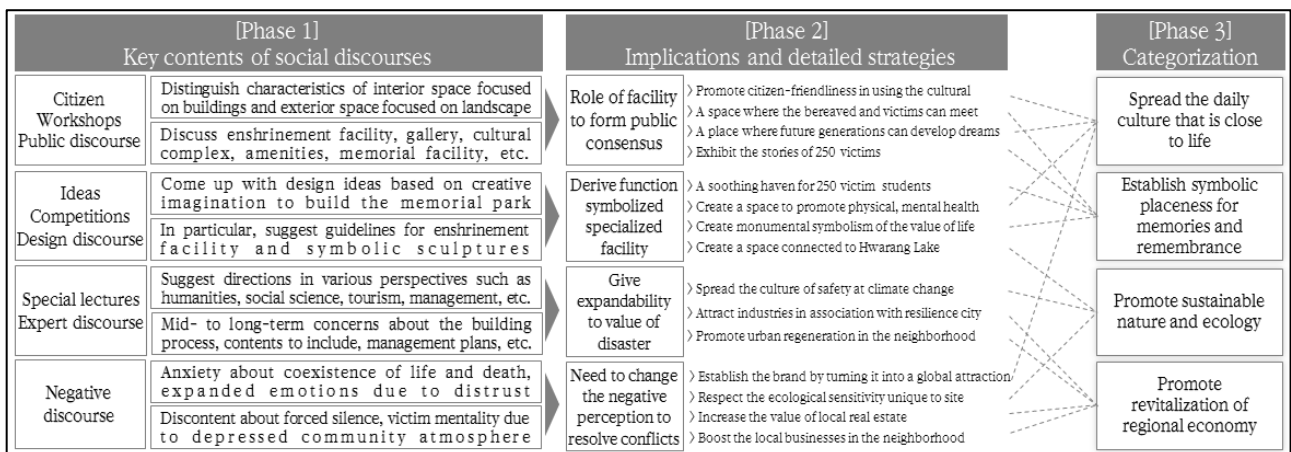 [Phase 1]
Key contents of social discourses
[Phase 2]
Implications and detailed strategies
[Phase 3]
Categorization
Citizen
Workshops
Public discourse
Distinguish characteristics of interior space focused
on buildings and exterior space focused on landscape
Discuss enshrinement facility, gallery, cultural
complex, amenities, memorial facility, etc.
Role of facility
to form public
consensus
〉Promote citizen-friendliness in using the cultural
〉A space where the bereaved and victims can meet
〉A place where future generations can develop dreams
〉Exhibit the stories of 250 victims
Spread the daily
culture that is close
to life
Ideas
Competitions
Design discourse
Come up with design ideas based on creative
imagination to build the memorial park
In particular, suggest guidelines for enshrinement
facility and symbolic sculptures
Derive function
symbolized
specialized
facility
〉A soothing haven for 250 victim students
〉Create a space to promote physical, mental health
〉Create monumental symbolism of the value of life
〉Create a space connected to Hwarang Lake
Establish symbolic
placeness for
memories and
remembrance
Special lectures
Expert discourse
Suggest directions in various perspectives such as
humanities, social science, tourism, management, etc.
Mid- to long-term concerns about the building
process, contents to include, management plans, etc.
Give
expandability
to value of
disaster
〉Spread the culture of safety at climate change
〉Attract industries in association with resilience city
〉Promote urban regeneration in the neighborhood
Promote sustainable
nature and ecology
Negative
discourse
Anxiety about coexistence of life and death,
expanded emotions due to distrust
Discontent about forced silence, victim mentality due
to depressed community atmosphere
Need to change
the negative
perception to
resolve conflicts
〉Establish the brand by turning it into a global attraction
〉Respect the ecological sensitivity unique to site
〉Increase the value of local real estate
〉Boost the local businesses in the neighborhood
Promote
revitalization of
regional economy